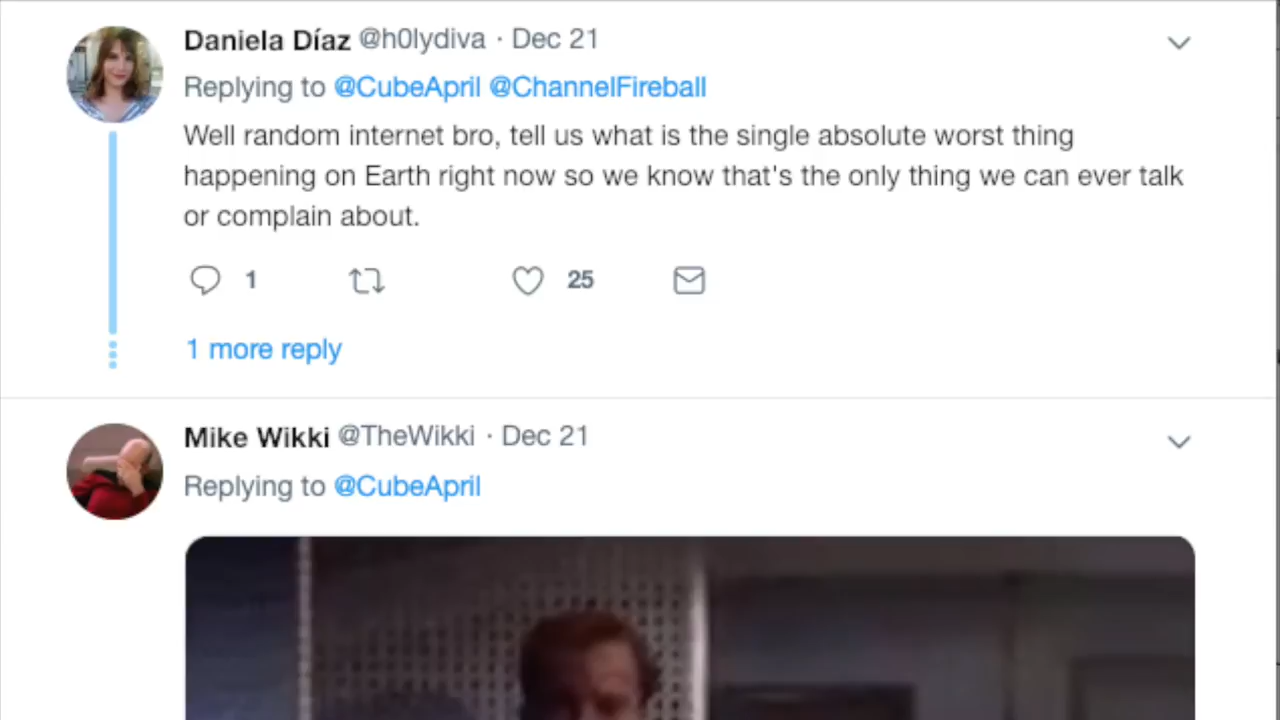 Daniela Díaz @h0lydiva · Dec 21
Replying to @CubeApril @ChannelFireball
Well random internet bro, tell us what is the single absolute worst thing
happening on Earth right now so we know that's the only thing we can ever talk
or complain about.
1 25
1 more reply
Mike Wikki @TheWikki · Dec 21
Replying to @CubeApril